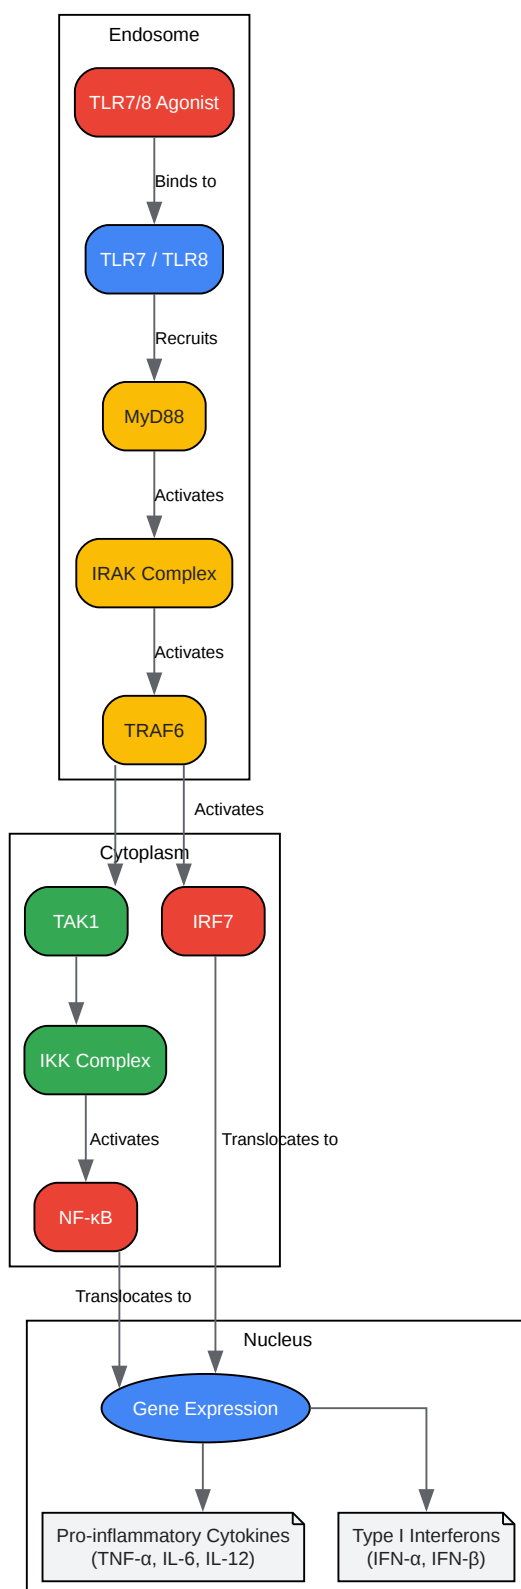 Endosome
TLR7/8 Agonist
Binds to
TLR7 / TLR8
Recruits
MyD88
Activates
IRAK Complex
Activates
TRAF6
Activates
Cytoplasm
TAK1
IRF7
IKK Complex
Activates
Translocates to
NF-κB
Translocates to
Nucleus
Gene Expression
Pro-inflammatory Cytokines
(TNF-α, IL-6, IL-12)
Type I Interferons
(IFN-α, IFN-β)